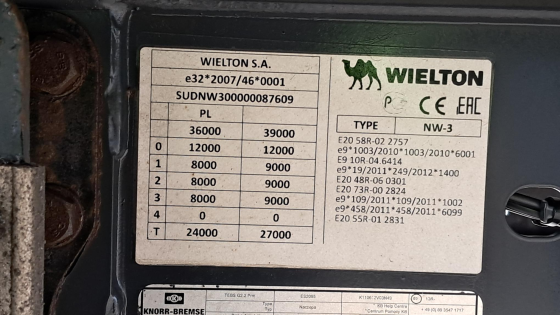 WIELTON S.A.
e32*2007/46*0001
SUDNW300000087609
PL
36000 39000
0 12000 12000
1 8000 9000
2 8000 9000
3 8000 9000
4 0 0
T 24000 27000
WIELTON
CE EAC
TYPE NW-3
E20 58R-02 2757
e9*1003/2010*1003/2010*6001
E9 10R-04.6414
e9*19/2011*249/2012*1400
E20 48R-06 0301
E20 73R-00 2824
e9*109/2011*109/2011*1002
e9*458/2011*458/2011*6099
E20 55R-01 2831
KNORR-BREMSE